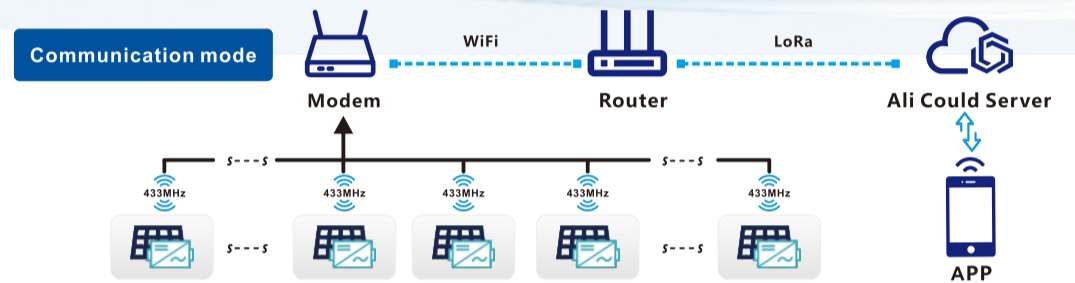 Communication mode
WiFi
LoRa
Modem
Router
Ali Could Server
s---s
s---s
433MHz
433MHz
433MHz
433MHz
433MHz
s---s
s---s
APP